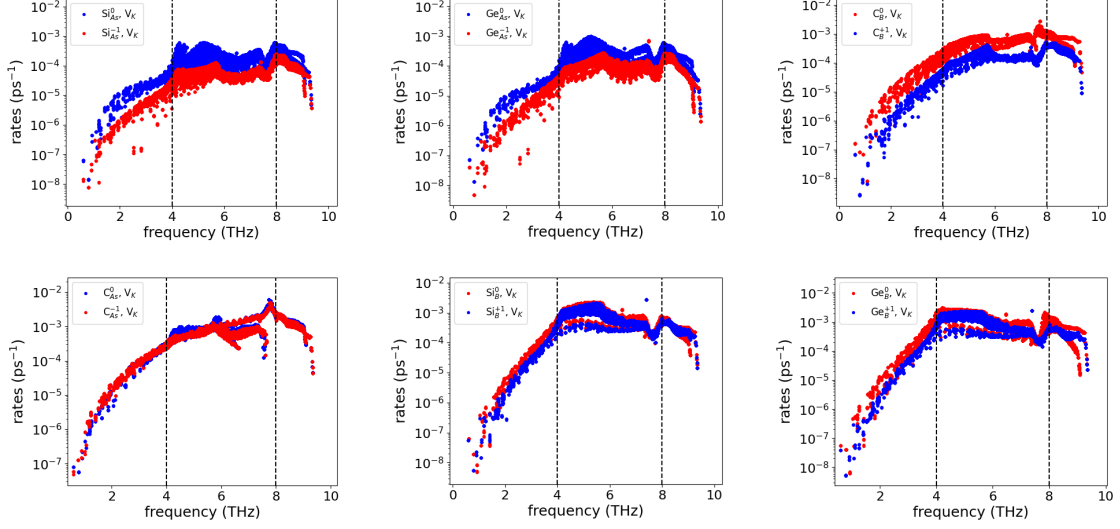 10⁻²
10⁻³
10⁻⁴
10⁻⁵
10⁻⁶
10⁻⁷
10⁻⁸
rates (ps⁻¹)
Si⁰_As, V_K
Si⁻¹_As, V_K
0 2 4 6 8 10
frequency (THz)
10⁻²
10⁻³
10⁻⁴
10⁻⁵
10⁻⁶
10⁻⁷
10⁻⁸
rates (ps⁻¹)
Ge⁰_As, V_K
Ge⁻¹_As, V_K
0 2 4 6 8 10
frequency (THz)
10⁻²
10⁻³
10⁻⁴
10⁻⁵
10⁻⁶
10⁻⁷
10⁻⁸
10⁻⁹
rates (ps⁻¹)
C⁰_B, V_K
C⁺¹_B, V_K
0 2 4 6 8 10
frequency (THz)
10⁻²
10⁻³
10⁻⁴
10⁻⁵
10⁻⁶
10⁻⁷
rates (ps⁻¹)
C⁰_As, V_K
C⁻¹_As, V_K
2 4 6 8 10
frequency (THz)
10⁻²
10⁻³
10⁻⁴
10⁻⁵
10⁻⁶
10⁻⁷
10⁻⁸
rates (ps⁻¹)
Si⁰_B, V_K
Si⁺¹_B, V_K
0 2 4 6 8 10
frequency (THz)
10⁻²
10⁻³
10⁻⁴
10⁻⁵
10⁻⁶
10⁻⁷
10⁻⁸
rates (ps⁻¹)
Ge⁰_B, V_K
Ge⁺¹_B, V_K
2 4 6 8 10
frequency (THz)